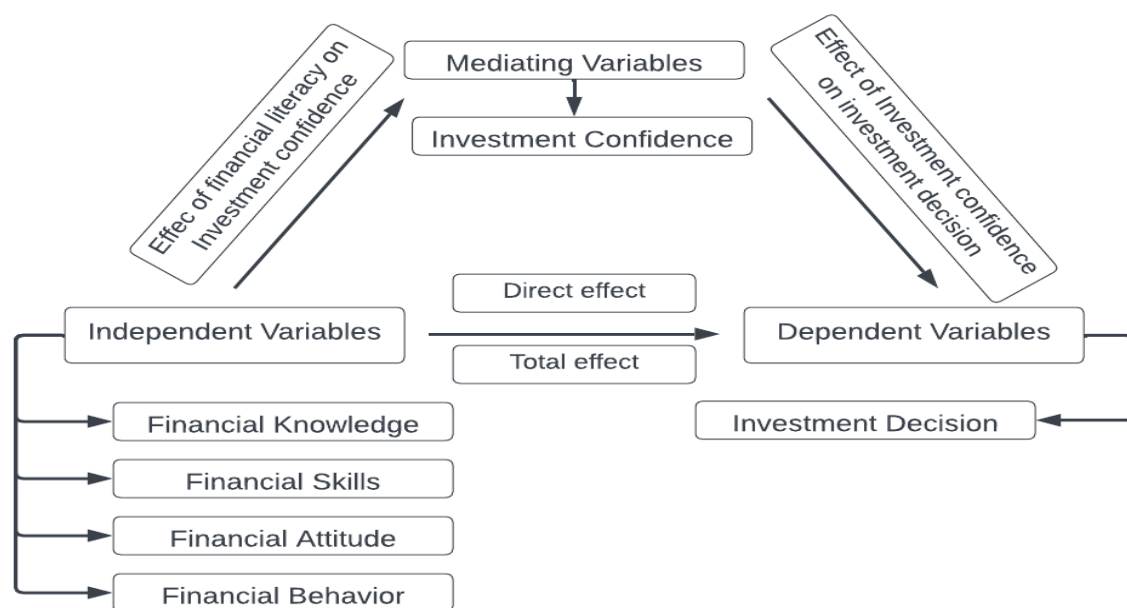 Effec of financial literacy on
Investment confidence
Mediating Variables
Investment Confidence
Effect of Investment confidence
on investment decision
Independent Variables
Direct effect
Total effect
Dependent Variables
Financial Knowledge
Financial Skills
Financial Attitude
Financial Behavior
Investment Decision